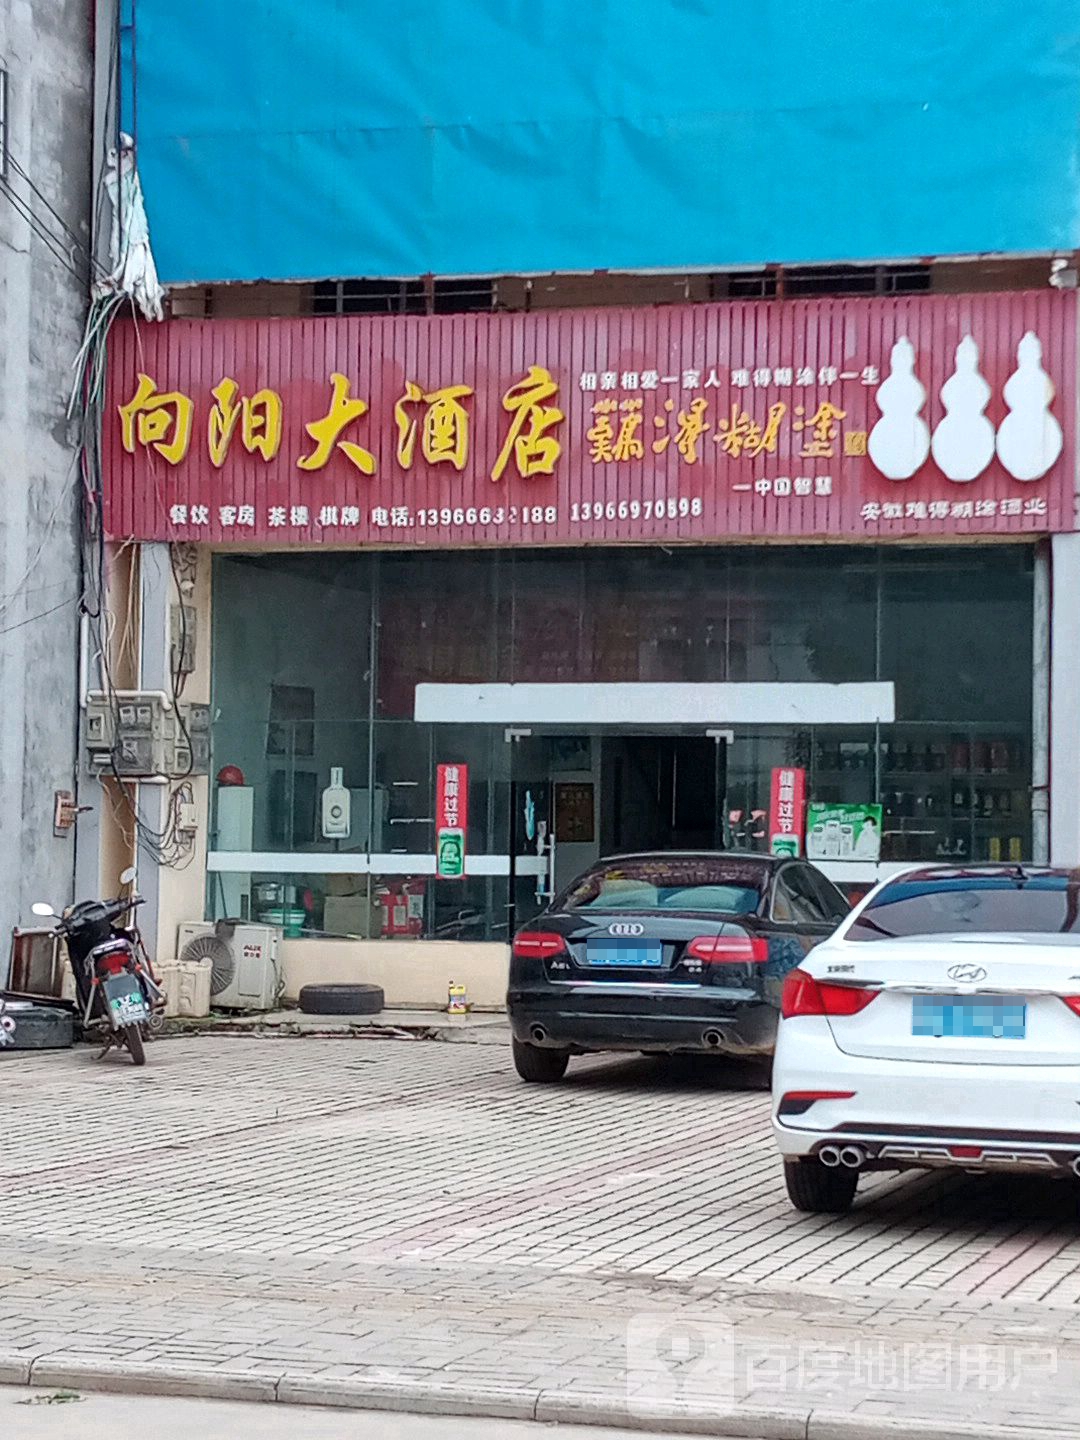 向阳大酒店
相亲相爱一家人 难得糊涂伴一生
難得糊塗
—中国智慧
安徽难得糊涂酒业
餐饮 客房 茶楼 棋牌 电话:13966632188 13966970898
健康过节
健康过节
AUX
百度地图用户